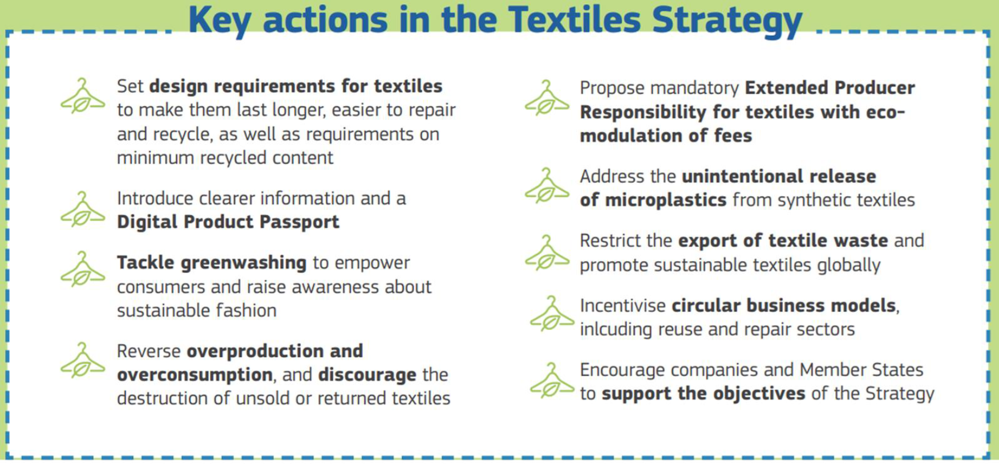 Key actions in the Textiles Strategy
Set design requirements for textiles
to make them last longer, easier to repair
and recycle, as well as requirements on
minimum recycled content
Introduce clearer information and a
Digital Product Passport
Tackle greenwashing to empower
consumers and raise awareness about
sustainable fashion
Reverse overproduction and
overconsumption, and discourage the
destruction of unsold or returned textiles
Propose mandatory Extended Producer
Responsibility for textiles with eco-
modulation of fees
Address the unintentional release
of microplastics from synthetic textiles
Restrict the export of textile waste and
promote sustainable textiles globally
Incentivise circular business models,
inlcuding reuse and repair sectors
Encourage companies and Member States
to support the objectives of the Strategy